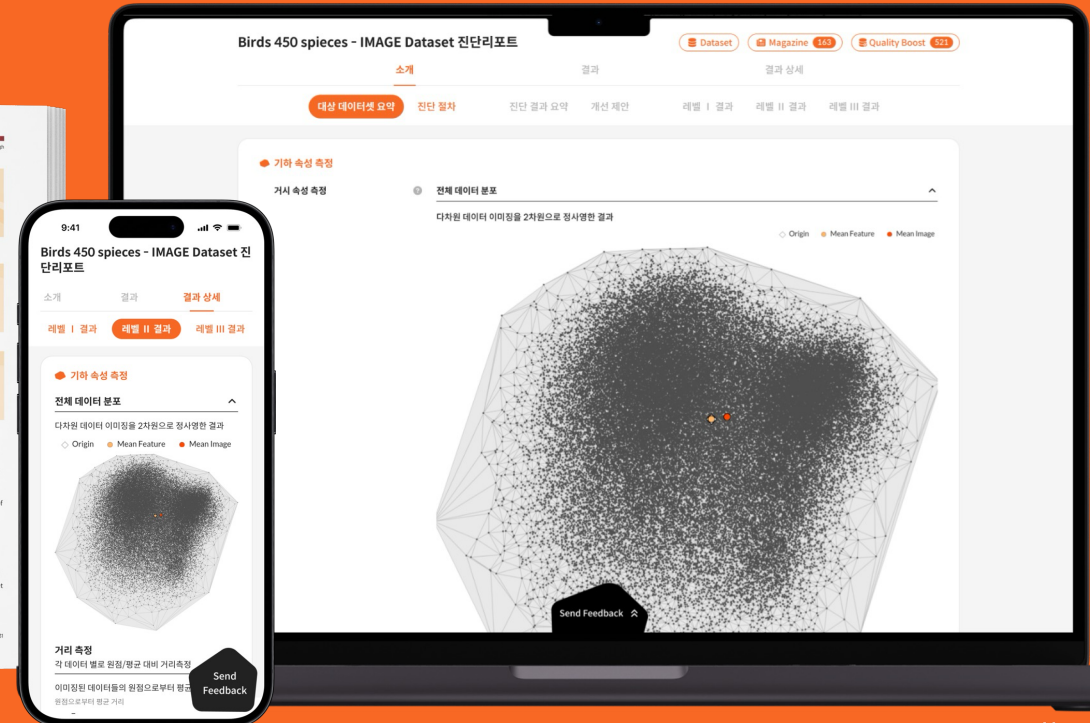 Birds 450 spieces - IMAGE Dataset 진단리포트
Dataset
Magazine 163
Quality Boost 521
소개
결과
결과 상세
대상 데이터셋 요약
진단 절차
진단 결과 요약
개선 제안
레벨 I 결과
레벨 II 결과
레벨 III 결과
기하 속성 측정
거시 속성 측정
전체 데이터 분포
다차원 데이터 이미징을 2차원으로 정사영한 결과
Origin
Mean Feature
Mean Image
Send Feedback
9:41
Birds 450 spieces - IMAGE Dataset 진
단리포트
소개
결과
결과 상세
레벨 I 결과
레벨 II 결과
레벨 III 결과
기하 속성 측정
전체 데이터 분포
다차원 데이터 이미징을 2차원으로 정사영한 결과
Origin
Mean Feature
Mean Image
거리 측정
각 데이터 별로 원점/평균 대비 거리측정
이미징된 데이터들의 원점으로부터 평균
원점으로부터 평균 거리
Send
Feedback